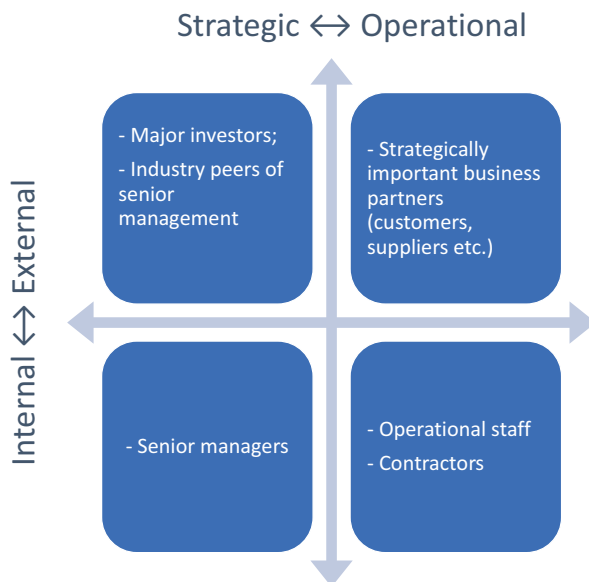 Strategic ↔ Operational
Internal ↔ External
- Major investors;
- Industry peers of
senior
management
- Strategically
important business
partners
(customers,
suppliers etc.)
- Senior managers
- Operational staff
- Contractors